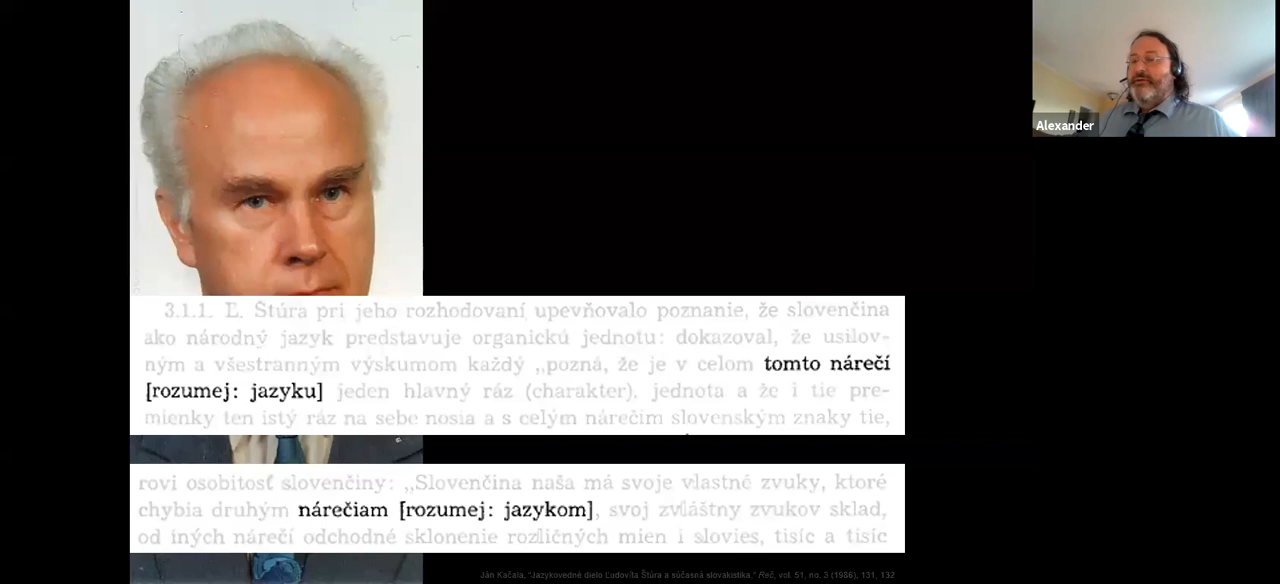 Alexander
3.1.1. Ľ. Štúra pri jeho rozhodovaní upevňovalo poznanie, že slovenčina
ako národný jazyk predstavuje organickú jednotu: dokazoval, že usilov-
ným a všestranným výskumom každý „pozná, že je v celom tomto nárečí
[rozumej: jazyku] jeden hlavný ráz (charakter), jednota a že i tie pre-
mienky ten istý ráz na sebe nosia a s celým nárečím slovenským znaky tie,
rovi osobitosť slovenčiny: „Slovenčina naša má svoje vlastné zvuky, ktoré
chybia druhým nárečiam [rozumej: jazykom], svoj zvláštny zvukov sklad,
od iných nárečí odchodné sklonenie rozličných mien i slovies, tisíc a tisíc
Ján Kačala, "Jazykovedné dielo Ľudovíta Štúra a súčasná slovakistika," Reč, vol. 51, no. 3 (1986), 131, 132